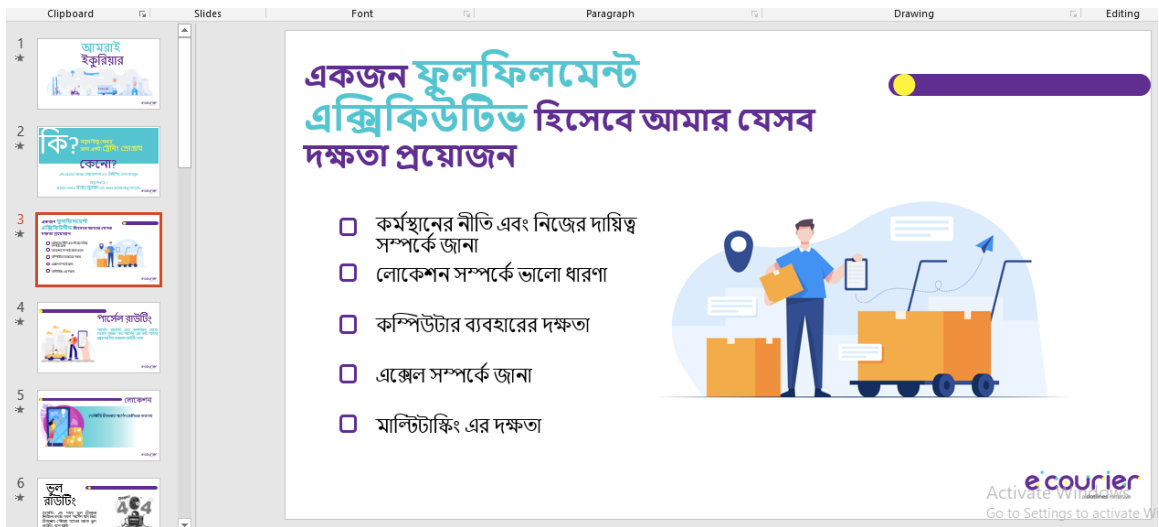 Clipboard
Slides
Font
Paragraph
Drawing
Editing
1
আমরাই
ইকুরিয়ার
2
কি?
কেনো?
3
4
পার্সেল রাউটিং
5
লোকেশন
6
ভুল
রাউটিং
একজন ফুলফিলমেন্ট
এক্সিকিউটিভ হিসেবে আমার যেসব
দক্ষতা প্রয়োজন
কর্মস্থানের নীতি এবং নিজের দায়িত্ব
সম্পর্কে জানা
লোকেশন সম্পর্কে ভালো ধারণা
কম্পিউটার ব্যবহারের দক্ষতা
এক্সেল সম্পর্কে জানা
মাল্টিটাস্কিং এর দক্ষতা
e'courier
Activate Windows
Go to Settings to activate W